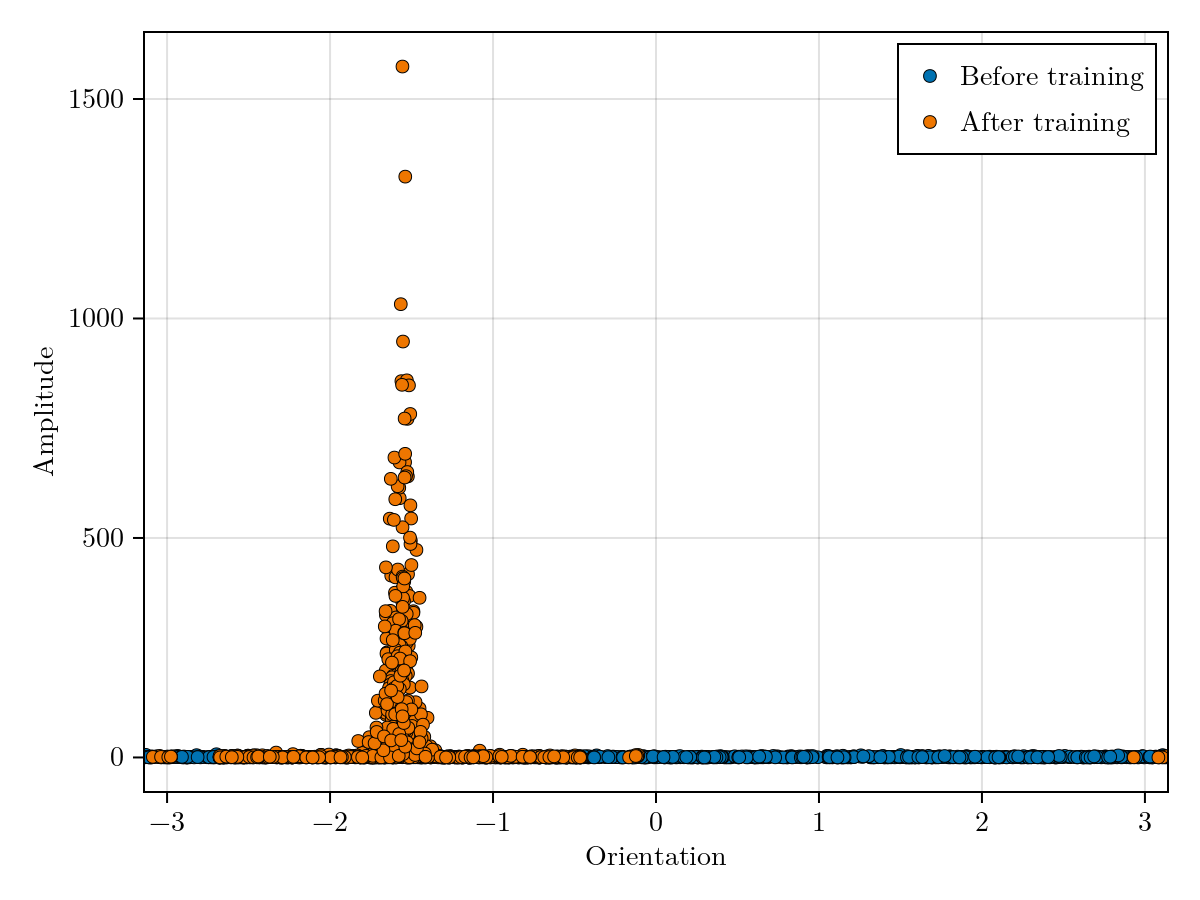 1500
1000
500
0
Amplitude
Before training
After training
−3 −2 −1 0 1 2 3
Orientation